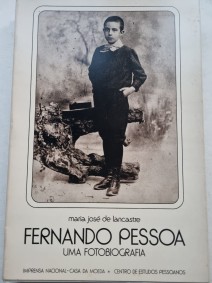 maria josé de lancastre
FERNANDO PESSOA
UMA FOTOBIOGRAFIA
IMPRENSA NACIONAL-CASA DA MOEDA • CENTRO DE ESTUDOS PESSOANOS